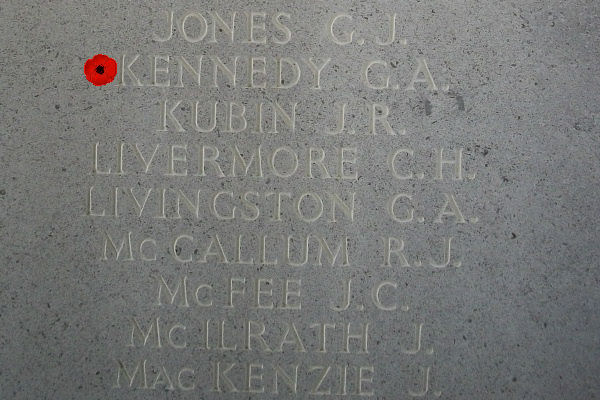 JONES G.J.
KENNEDY G.A.
KUBIN J.R.
LIVERMORE C.H.
LIVINGSTON G.A.
McCALLUM R.J.
McFEE J.C.
McILRATH J.
MacKENZIE J.